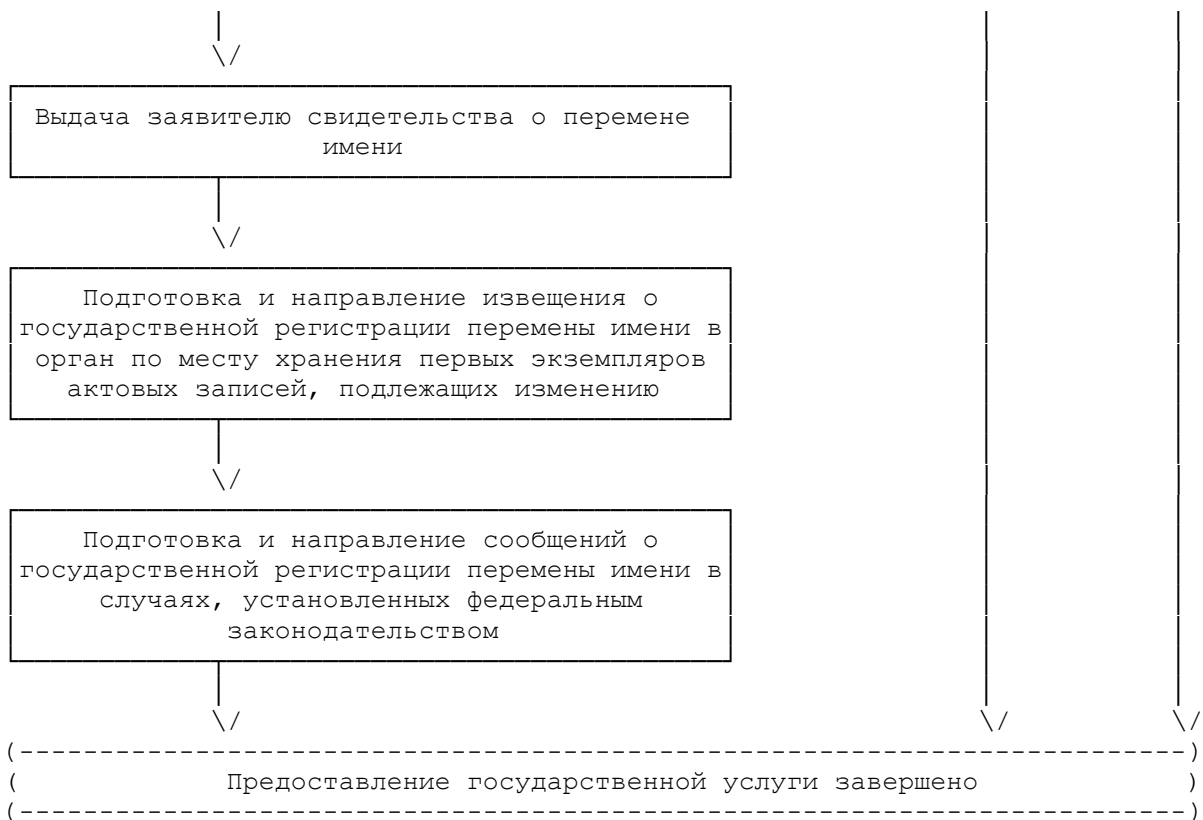 Выдача заявителю свидетельства о перемене
имени
Подготовка и направление извещения о
государственной регистрации перемены имени в
орган по месту хранения первых экземпляров
актовых записей, подлежащих изменению
Подготовка и направление сообщений о
государственной регистрации перемены имени в
случаях, установленных федеральным
законодательством
Предоставление государственной услуги завершено